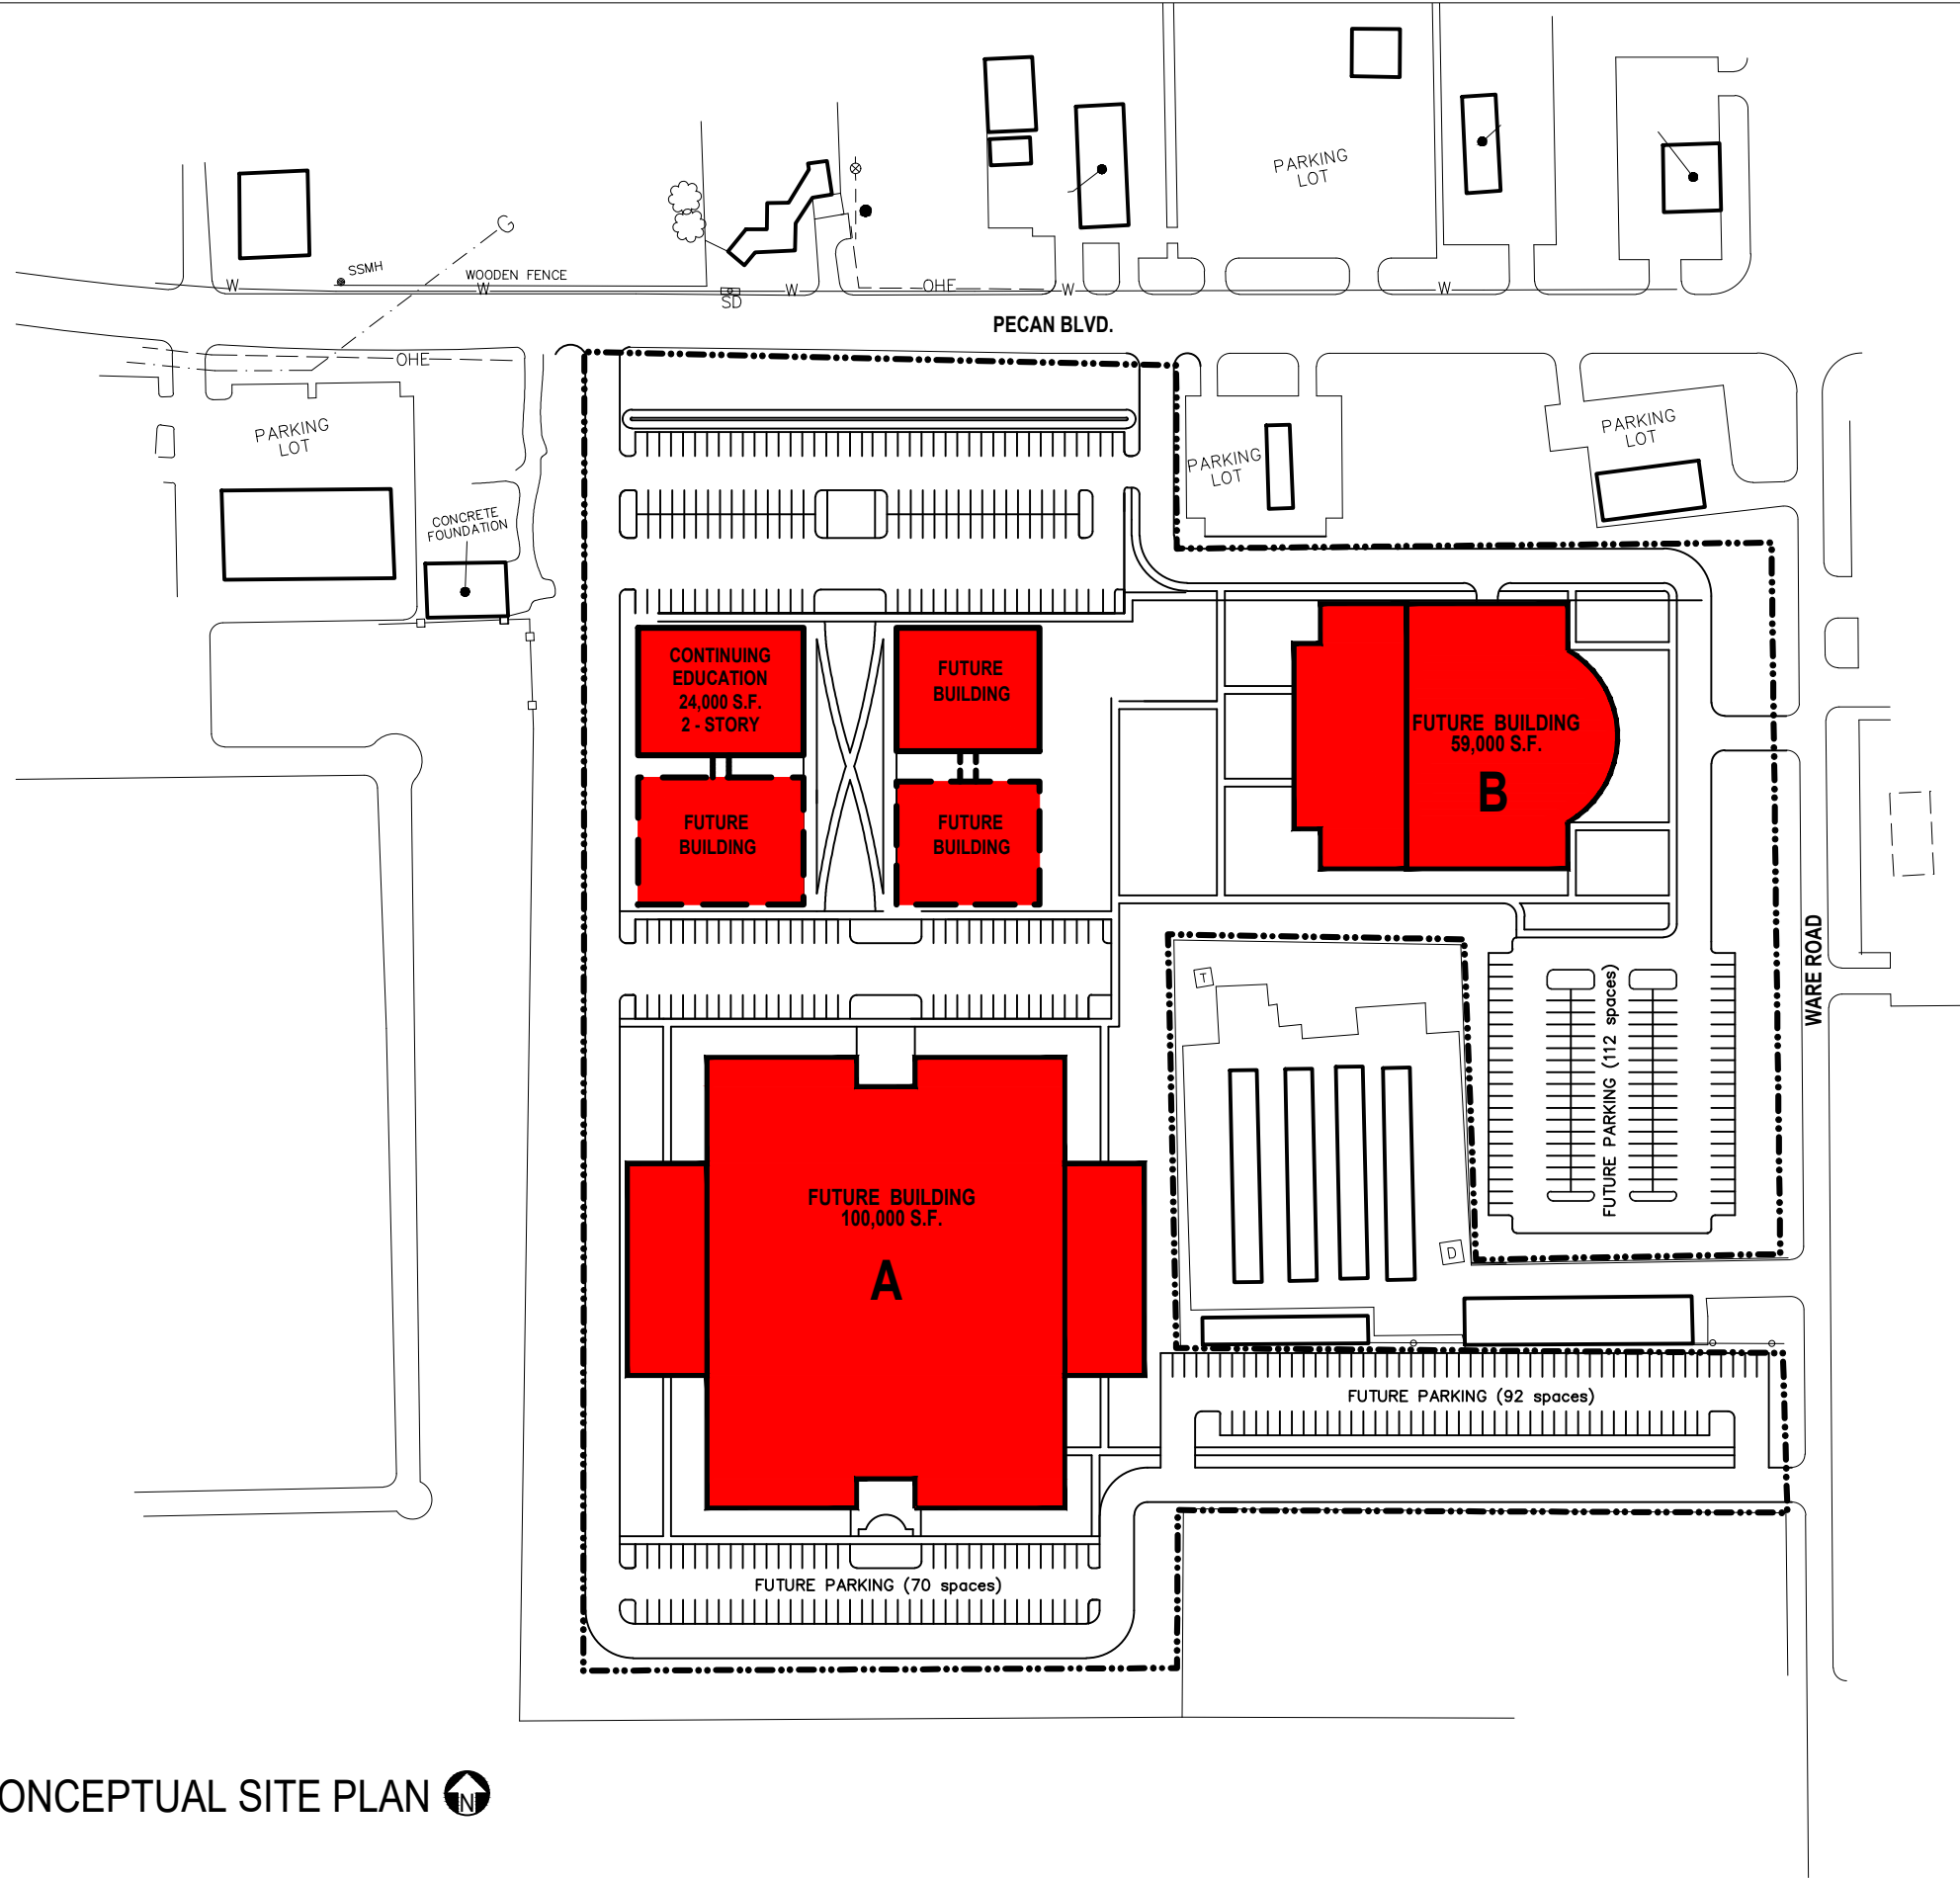 PARKING
LOT
G
SSMH
WOODEN FENCE
W
W
SD
W
OHE
W
W
PECAN BLVD.
OHE
PARKING
LOT
PARKING
LOT
PARKING
LOT
CONCRETE
FOUNDATION
CONTINUING
EDUCATION
24,000 S.F.
2 - STORY
FUTURE
BUILDING
FUTURE
BUILDING
FUTURE
BUILDING
FUTURE BUILDING
59,000 S.F.
B
WARE ROAD
T
FUTURE PARKING (112 spaces)
FUTURE BUILDING
100,000 S.F.
A
D
FUTURE PARKING (92 spaces)
FUTURE PARKING (70 spaces)
ONCEPTUAL SITE PLAN
N